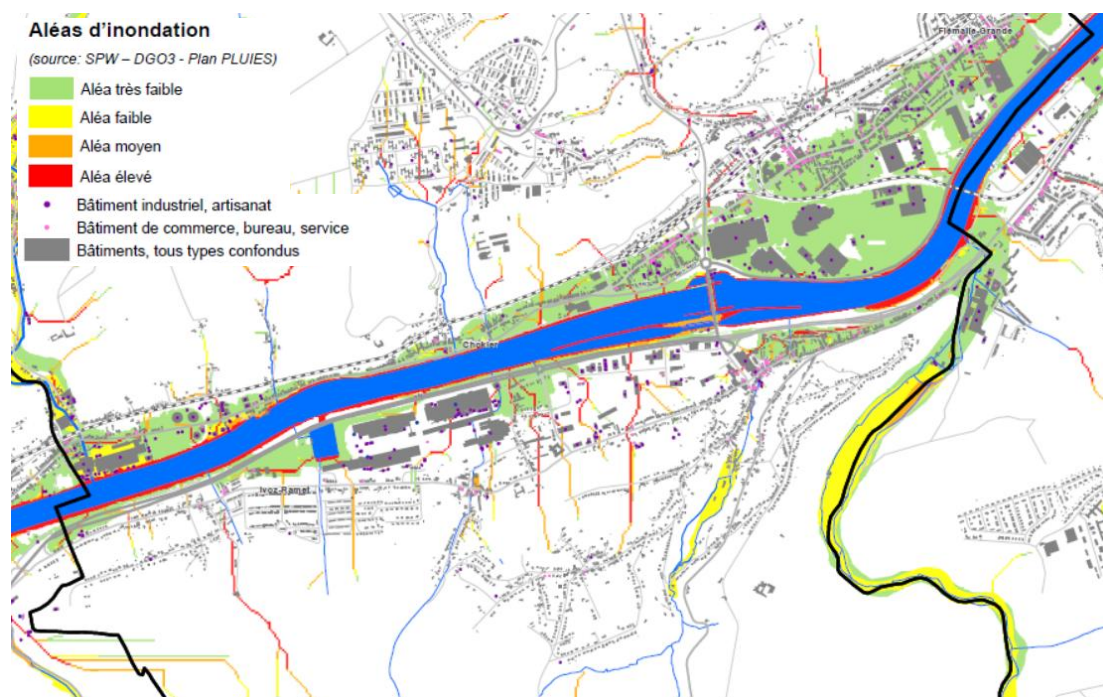 Aléas d'inondation
(source: SPW – DGO3 - Plan PLUIES)
Aléa très faible
Aléa faible
Aléa moyen
Aléa élevé
Bâtiment industriel, artisanat
Bâtiment de commerce, bureau, service
Bâtiments, tous types confondus
Flémalle-Grande
Chokier
Ivoz-Ramet